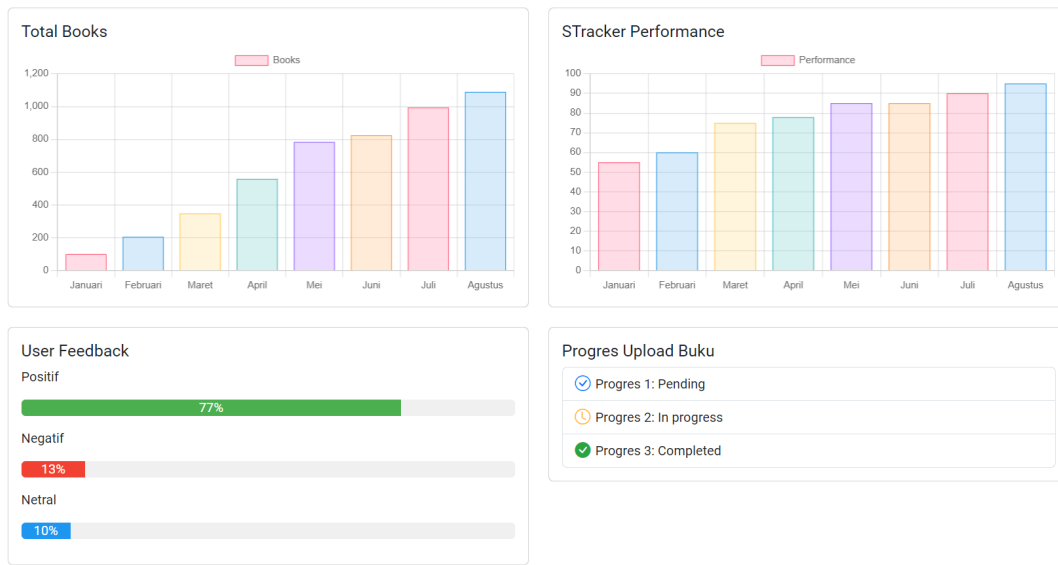 Total Books
Books
1,200
1,000
800
600
400
200
0
Januari Februari Maret April Mei Juni Juli Agustus
STracker Performance
Performance
100
90
80
70
60
50
40
30
20
10
0
Januari Februari Maret April Mei Juni Juli Agustus
User Feedback
Positif
77%
Negatif
13%
Netral
10%
Progres Upload Buku
Progres 1: Pending
Progres 2: In progress
Progres 3: Completed